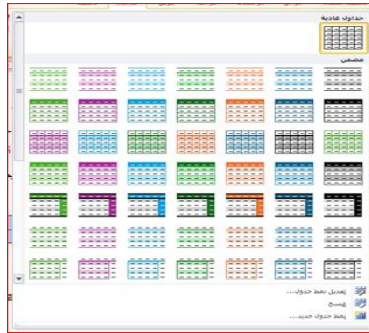 جداول عادية
مضمن
تعديل نمط جدول...
مسح
نمط جدول جديد...